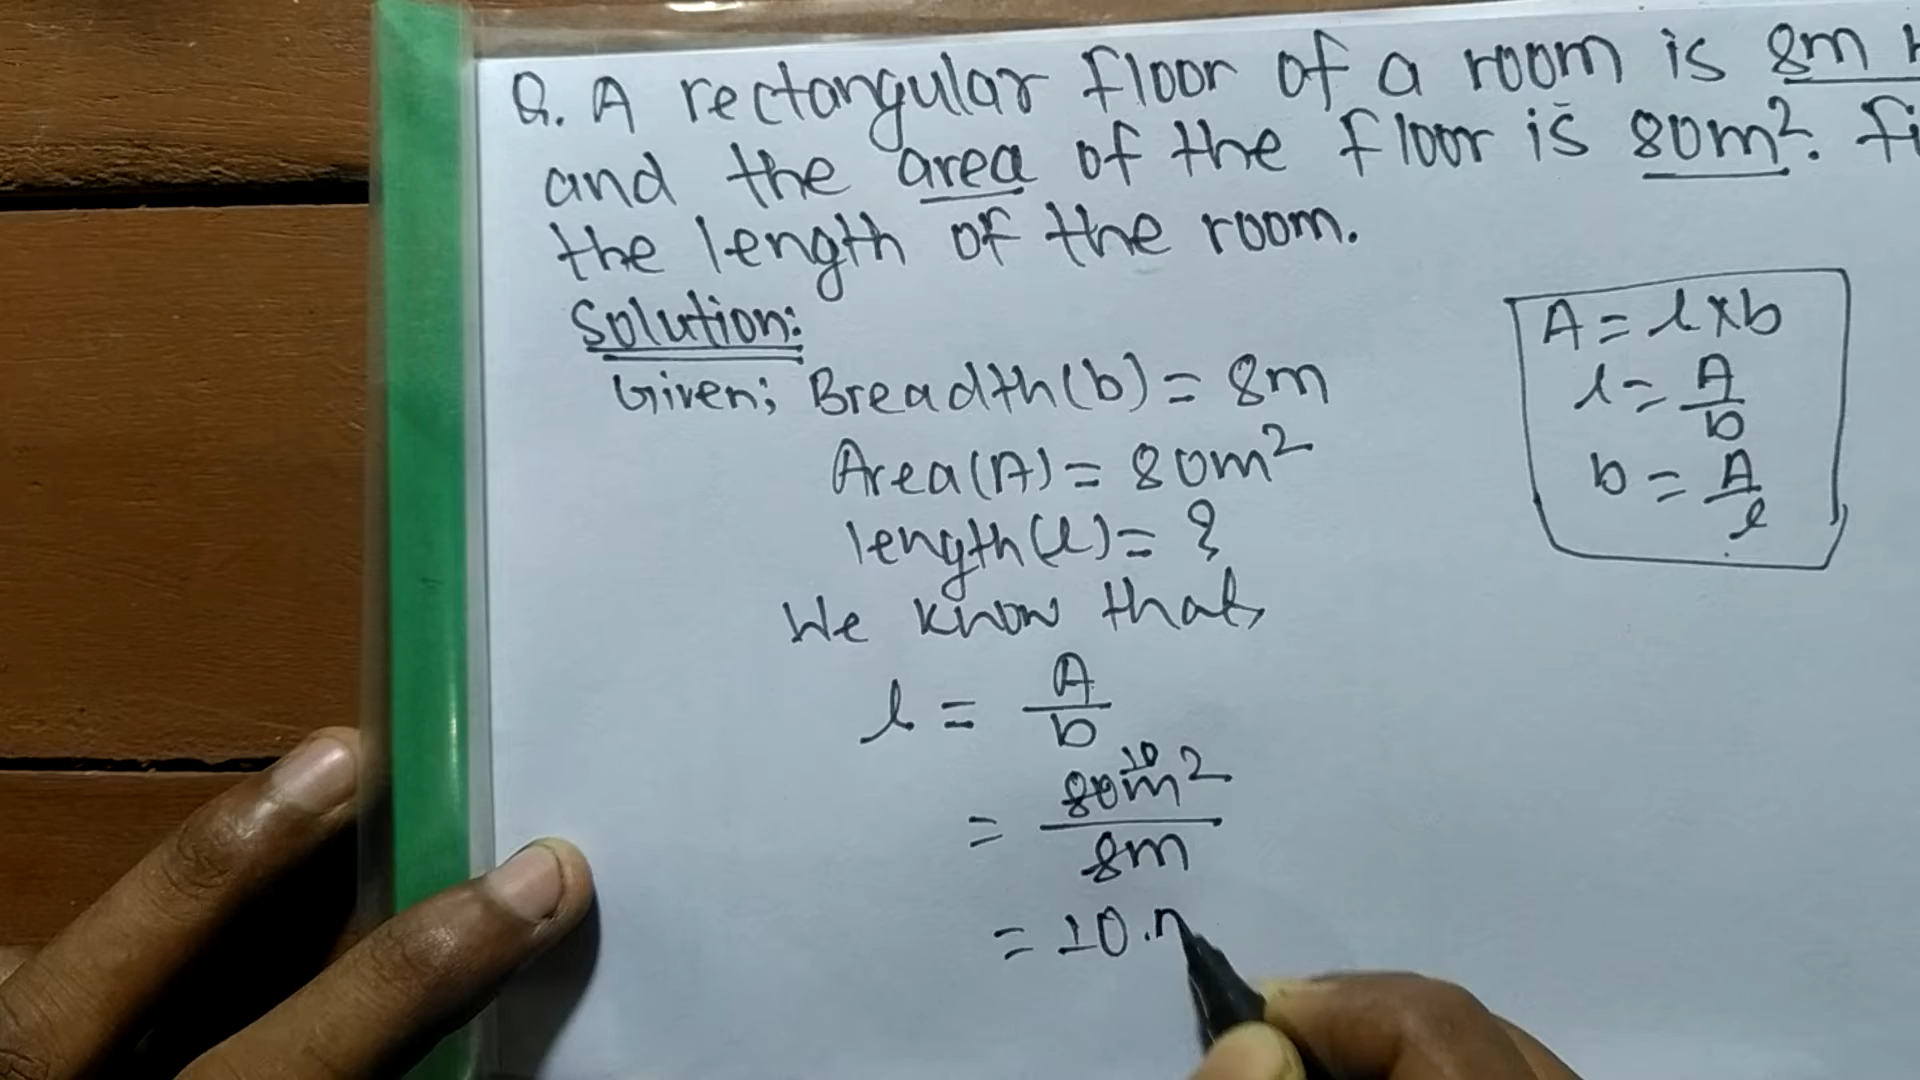 Q. A rectangular floor of a room is 8m
and the area of the floor is 80m².
the length of the room.
Solution:
Given; Breadth(b) = 8m
Area(A) = 80m²
length(l) = ?
We know that,
l = A/b
= 80m²/8m
10
= 10.
A = l×b
l = A/b
b = A/l